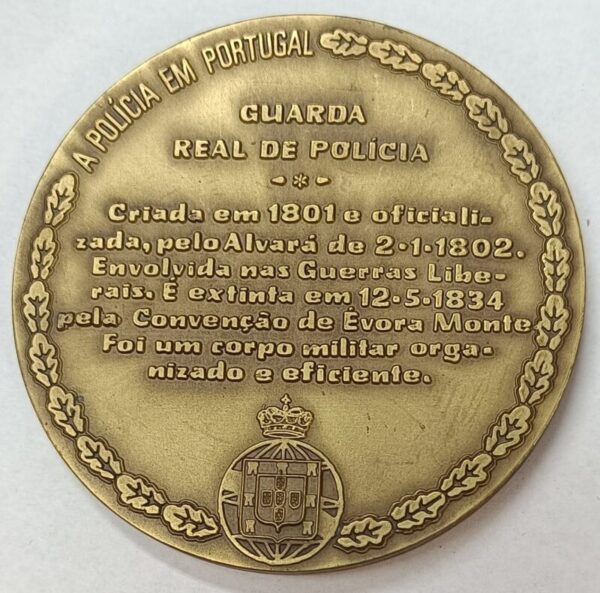 A POLÍCIA EM PORTUGAL
GUARDA
REAL DE POLÍCIA
Criada em 1801 e oficiali-
zada, pelo Alvará de 2-1-1802.
Envolvida nas Guerras Libe-
rais. É extinta em 12-5-1834
pela Convenção de Évora Monte
Foi um corpo militar orga-
nizado e eficiente.